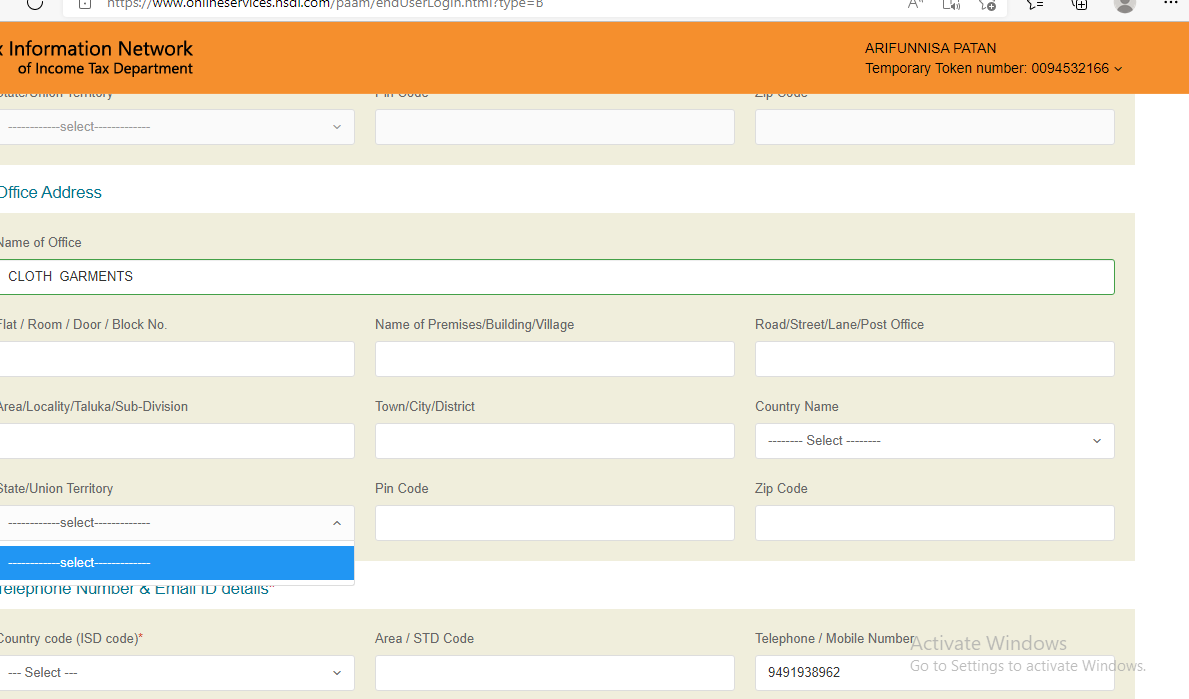 https://www.onlineservices.nsdl.com/paam/endUserLogin.html?type=B
x Information Network
of Income Tax Department
ARIFUNNISA PATAN
Temporary Token number: 0094532166
State/Union Territory Pin Code Zip Code
------------select-------------
Office Address
Name of Office
CLOTH GARMENTS
Flat / Room / Door / Block No. Name of Premises/Building/Village Road/Street/Lane/Post Office
Area/Locality/Taluka/Sub-Division Town/City/District Country Name
-------- Select --------
State/Union Territory Pin Code Zip Code
------------select-------------
------------select-------------
Telephone Number & Email ID details*
Country code (ISD code)* Area / STD Code Telephone / Mobile Number
--- Select --- 9491938962
Activate Windows
Go to Settings to activate Windows.